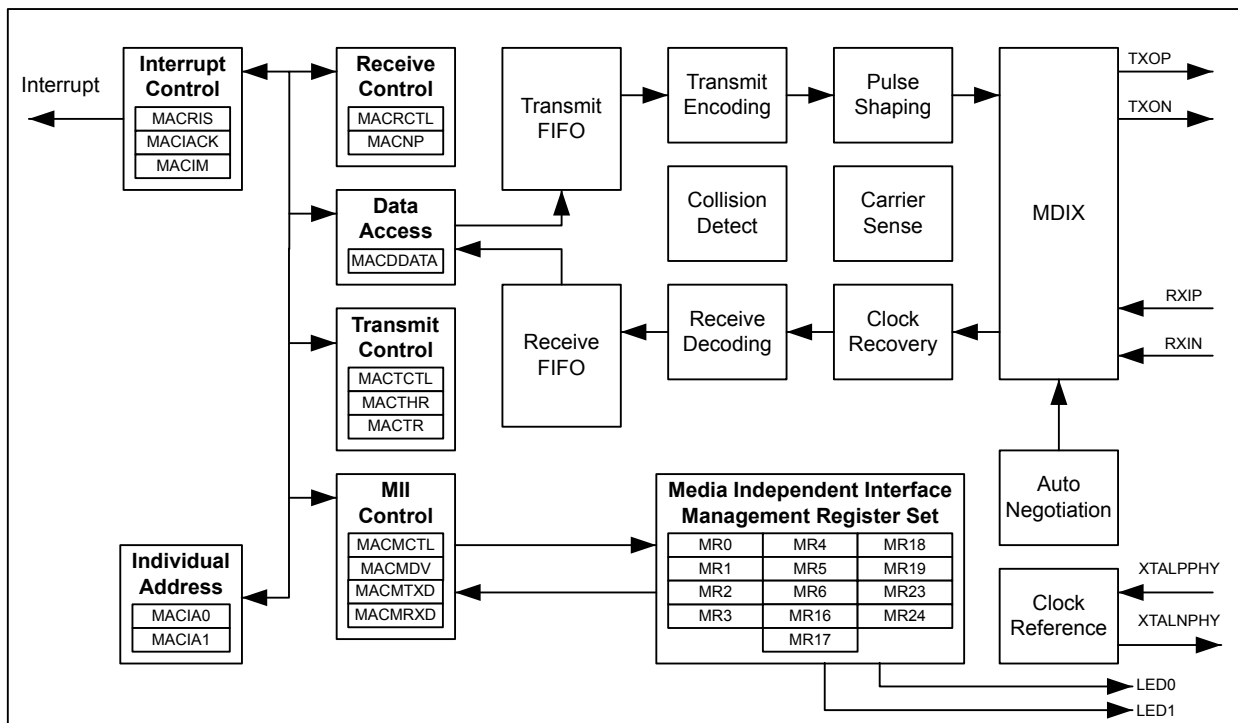 Interrupt
Interrupt
Control
MACRIS
MACIACK
MACIM
Receive
Control
MACRCTL
MACNP
Data
Access
MACDDATA
Transmit
Control
MACTCTL
MACTHR
MACTR
MII
Control
MACMCTL
MACMDV
MACMTXD
MACMRXD
Individual
Address
MACIA0
MACIA1
Transmit
FIFO
Transmit
Encoding
Pulse
Shaping
Collision
Detect
Carrier
Sense
Receive
FIFO
Receive
Decoding
Clock
Recovery
MDIX
TXOP
TXON
RXIP
RXIN
Auto
Negotiation
Media Independent Interface
Management Register Set
MR0 MR4 MR18
MR1 MR5 MR19
MR2 MR6 MR23
MR3 MR16 MR24
MR17
Clock
Reference
XTALPPHY
XTALNPHY
LED0
LED1